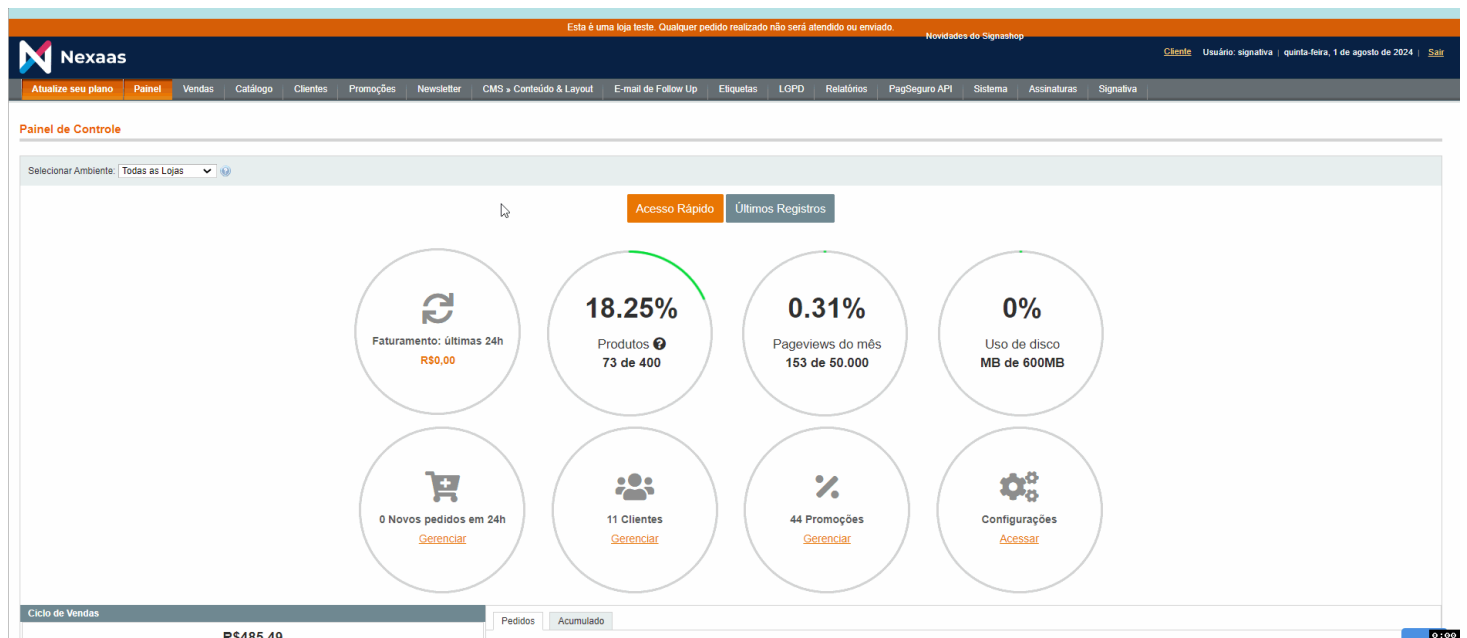 Esta é uma loja teste. Qualquer pedido realizado não será atendido ou enviado.
Novidades do Signashop
Nexaas
Cliente Usuário: signativa | quinta-feira, 1 de agosto de 2024 | Sair
Atualize seu plano Painel Vendas Catálogo Clientes Promoções Newsletter CMS » Conteúdo & Layout E-mail de Follow Up Etiquetas LGPD Relatórios PagSeguro API Sistema Assinaturas Signativa
Painel de Controle
Selecionar Ambiente: Todas as Lojas
Acesso Rápido Últimos Registros
Faturamento: últimas 24h
R$0,00
18.25%
Produtos
73 de 400
0.31%
Pageviews do mês
153 de 50.000
0%
Uso de disco
MB de 600MB
0 Novos pedidos em 24h
Gerenciar
11 Clientes
Gerenciar
44 Promoções
Gerenciar
Configurações
Acessar
Ciclo de Vendas
R$485,49
Pedidos Acumulado
0:00